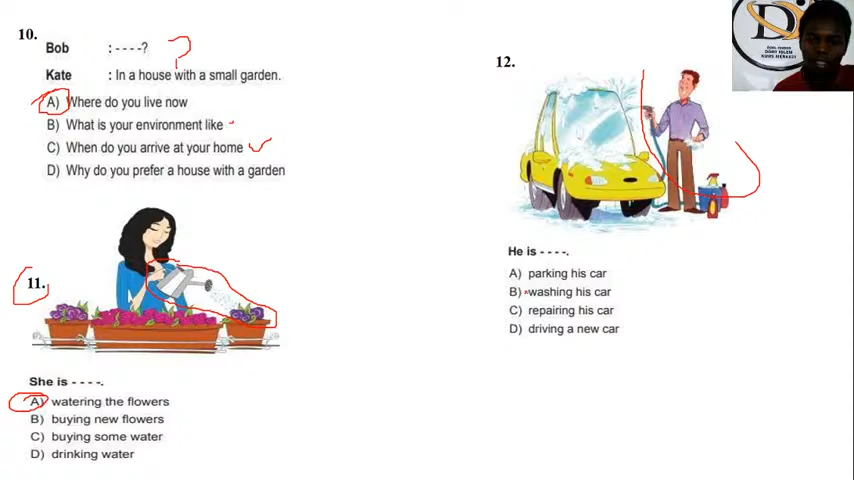 10.
Bob : - - - -?
Kate : In a house with a small garden.
A) Where do you live now
B) What is your environment like
C) When do you arrive at your home
D) Why do you prefer a house with a garden
11.
She is - - - -.
A) watering the flowers
B) buying new flowers
C) buying some water
D) drinking water
12.
He is - - - -.
A) parking his car
B) washing his car
C) repairing his car
D) driving a new car